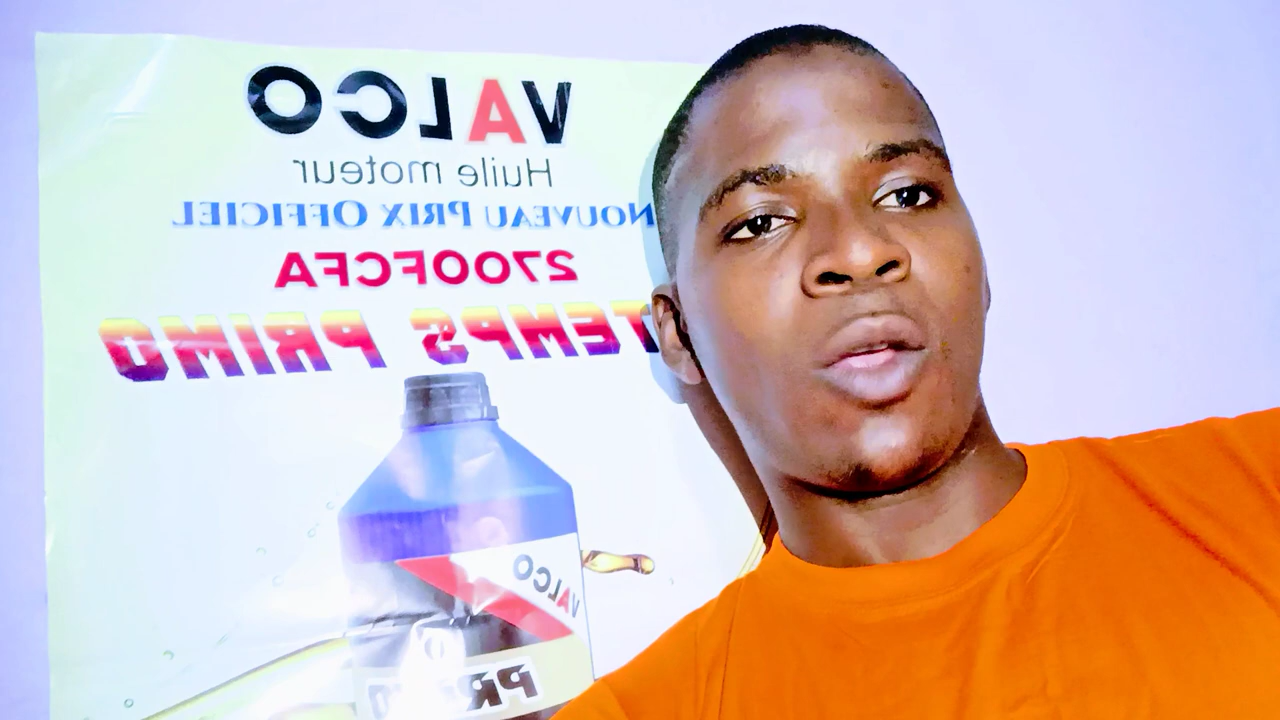 VALCO
Huile moteur
NOUVEAU PRIX OFFICIEL
2700FCFA
TEMPS PRIMO
VALCO